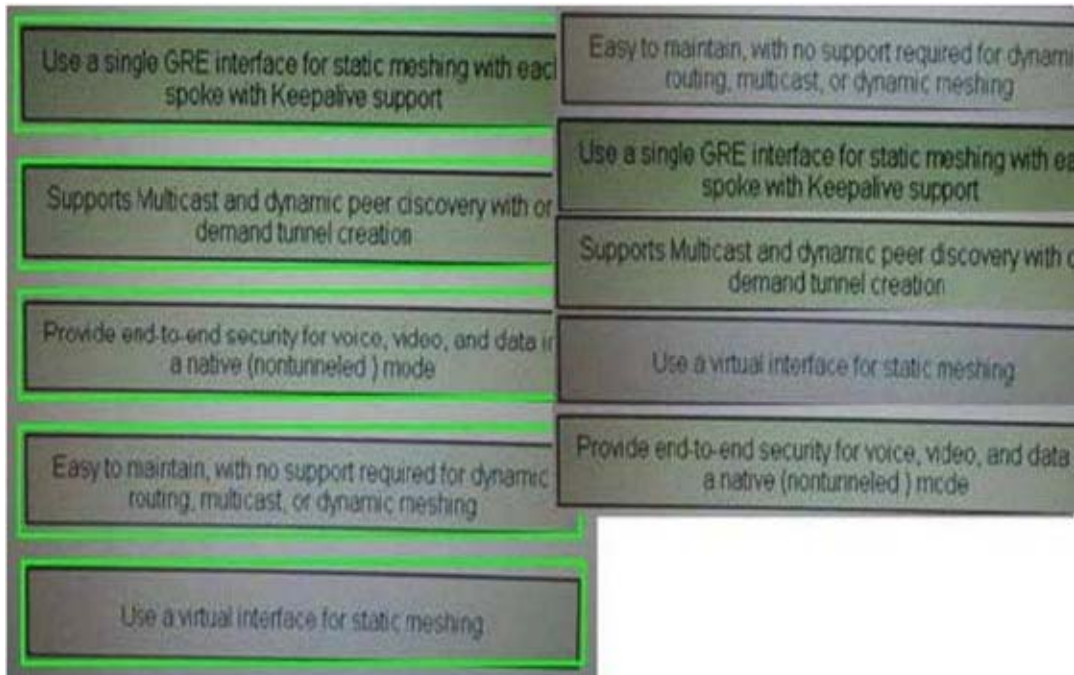 Use a single GRE interface for static meshing with eac
spoke with Keepalive support
Supports Multicast and dynamic peer discovery with or
demand tunnel creation
Provide end-to-end security for voice, video, and data in
a native (nontunneled ) mode
Easy to maintain, with no support required for dynamic
routing, multicast, or dynamic meshing
Use a virtual interface for static meshing
Easy to maintain, with no support required for dynami
routing, multicast, or dynamic meshing
Use a single GRE interface for static meshing with ea
spoke with Keepalive support
Supports Multicast and dynamic peer discovery with o
demand tunnel creation
Use a virtual interface for static meshing
Provide end-to-end security for voice, video, and data
a native (nontunneled ) mode